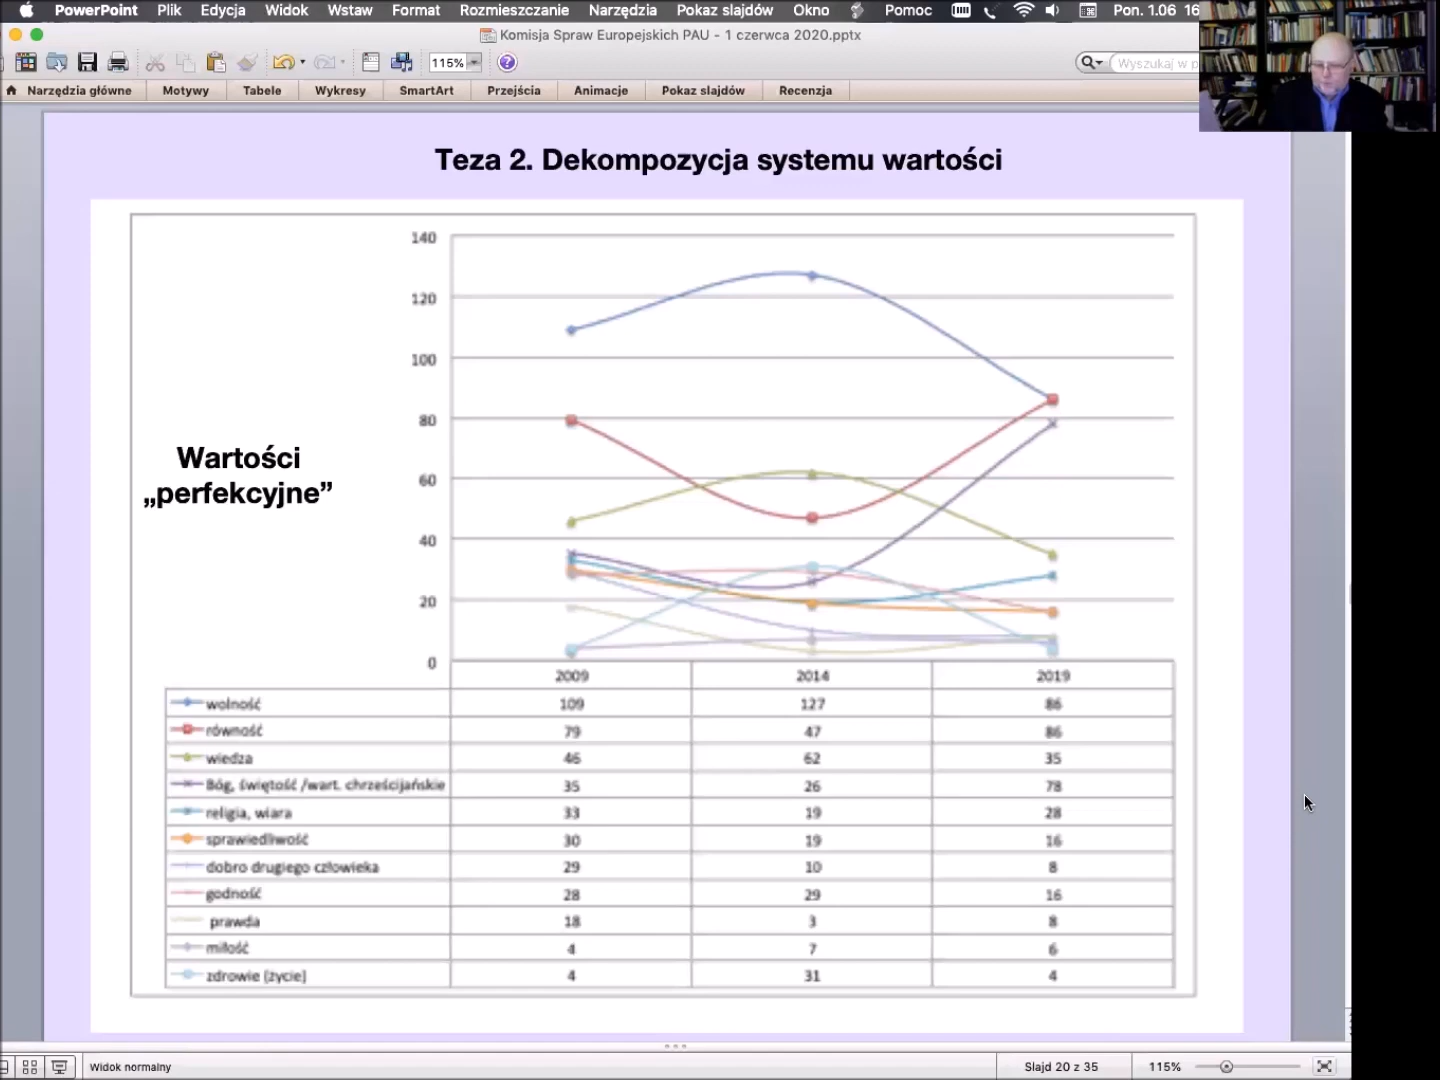 PowerPoint Plik Edycja Widok Wstaw Format Rozmieszczanie Narzędzia Pokaz slajdów Okno Pomoc Pon. 1.06 16
Komisja Spraw Europejskich PAU - 1 czerwca 2020.pptx
115% Wyszukaj w p
Narzędzia główne Motywy Tabele Wykresy SmartArt Przejścia Animacje Pokaz slajdów Recenzja
Teza 2. Dekompozycja systemu wartości
Wartości
„perfekcyjne”
140
120
100
80
60
40
20
0
2009 2014 2019
wolność 109 127 86
równość 79 47 86
wiedza 46 62 35
Bóg, świętość /wart. chrześcijańskie 35 26 78
religia, wiara 33 19 28
sprawiedliwość 30 19 16
dobro drugiego człowieka 29 10 8
godność 28 29 16
prawda 18 3 8
miłość 4 7 6
zdrowie (życie) 4 31 4
Widok normalny Slajd 20 z 35 115%